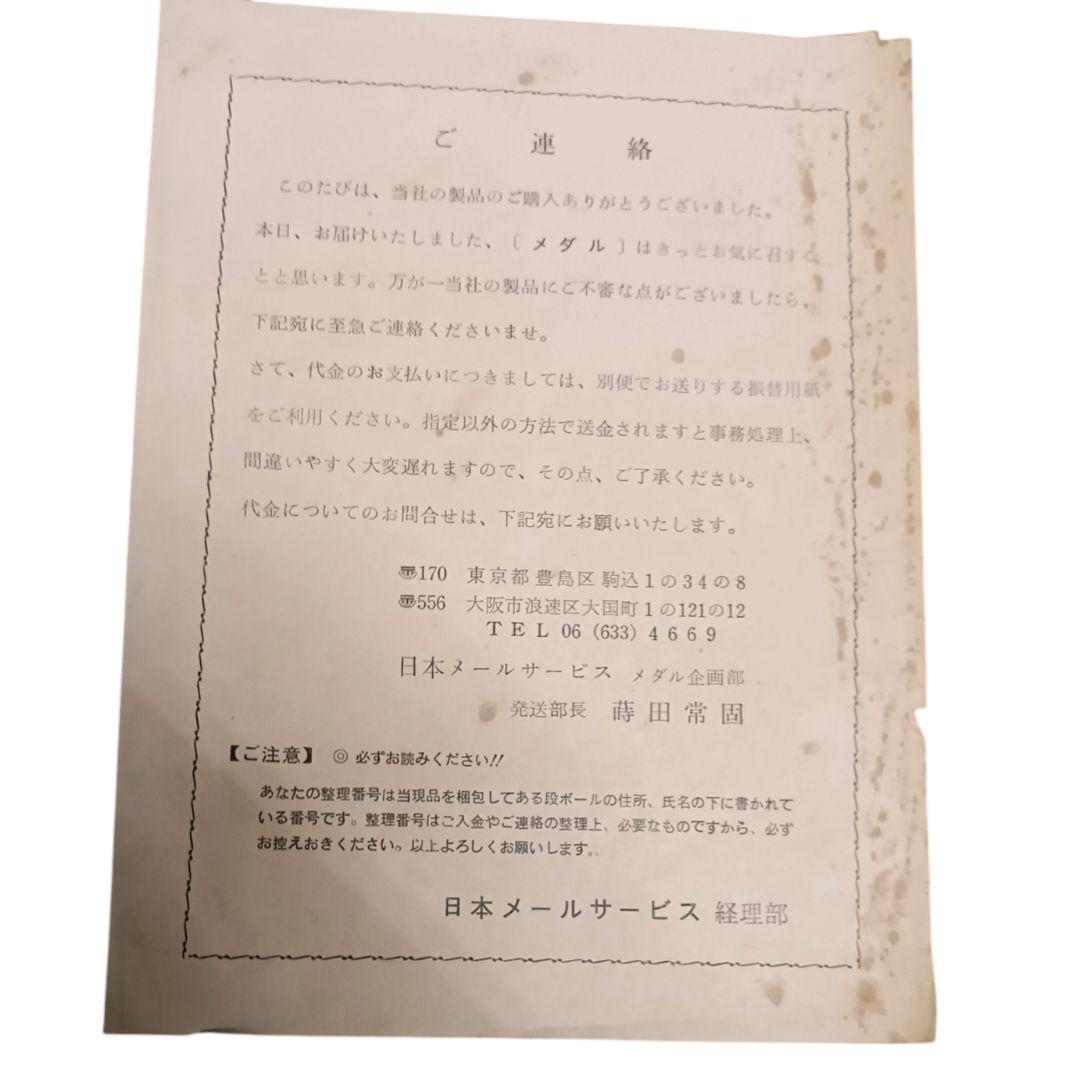 ご連絡
このたびは、当社の製品のご購入ありがとうございました。
本日、お届けいたしました、〔メダル〕はきっとお気に召すこ
とと思います。万が一当社の製品にご不審な点がございましたら、
下記宛に至急ご連絡くださいませ。
さて、代金のお支払いにつきましては、別便でお送りする振替用紙
をご利用ください。指定以外の方法で送金されますと事務処理上、
間違いやすく大変遅れますので、その点、ご了承ください。
代金についてのお問合せは、下記宛にお願いいたします。
〠170 東京都豊島区駒込1の34の8
〠556 大阪市浪速区大国町1の121の12
TEL 06 (633) 4669
日本メールサービス メダル企画部
発送部長 蒔田常固
【ご注意】 ◎ 必ずお読みください!!
あなたの整理番号は当現品を梱包してある段ボールの住所、氏名の下に書かれて
いる番号です。整理番号はご入金やご連絡の整理上、必要なものですから、必ず
お控えおきください。以上よろしくお願いします。
日本メールサービス 経理部